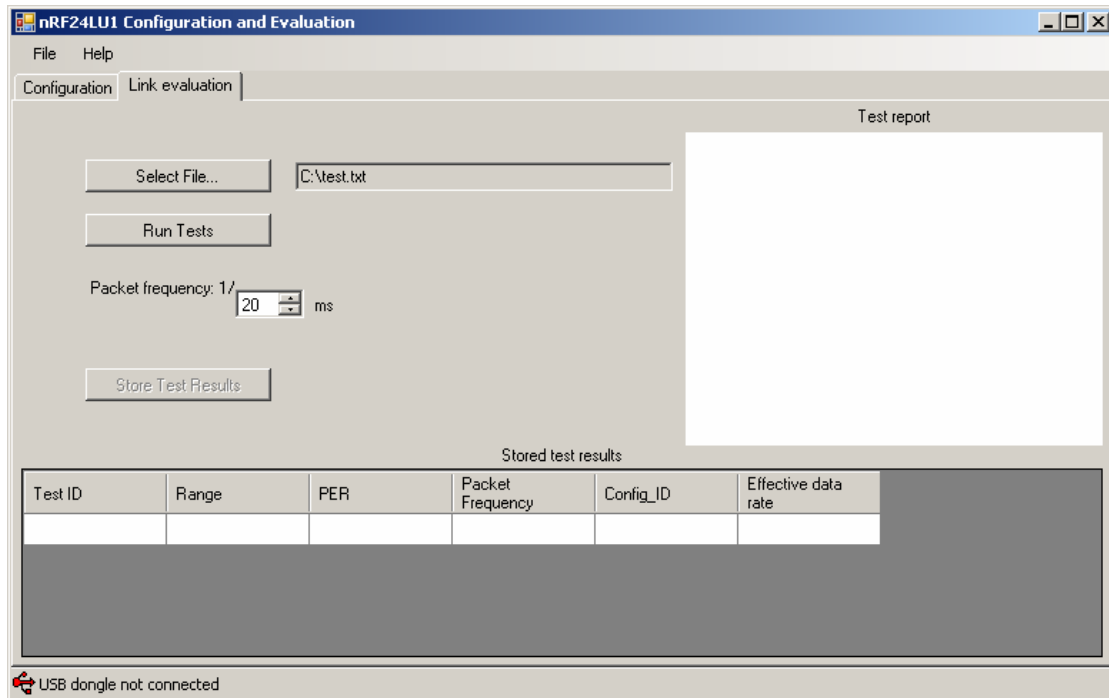 nRF24LU1 Configuration and Evaluation
File Help
Configuration Link evaluation
Test report
Select File... C:\test.txt
Run Tests
Packet frequency: 1/ 20 ms
Store Test Results
Stored test results
Test ID Range PER Packet Frequency Config_ID Effective data rate
USB dongle not connected